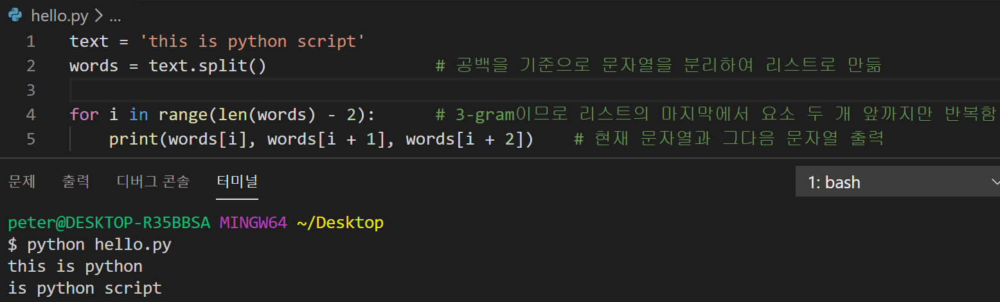 hello.py > ...
1 text = 'this is python script'
2 words = text.split() # 공백을 기준으로 문자열을 분리하여 리스트로 만듦
3
4 for i in range(len(words) - 2): # 3-gram이므로 리스트의 마지막에서 요소 두 개 앞까지만 반복함
5 print(words[i], words[i + 1], words[i + 2]) # 현재 문자열과 그다음 문자열 출력
문제 출력 디버그 콘솔 터미널 1: bash
peter@DESKTOP-R35BBSA MINGW64 ~/Desktop
$ python hello.py
this is python
is python script